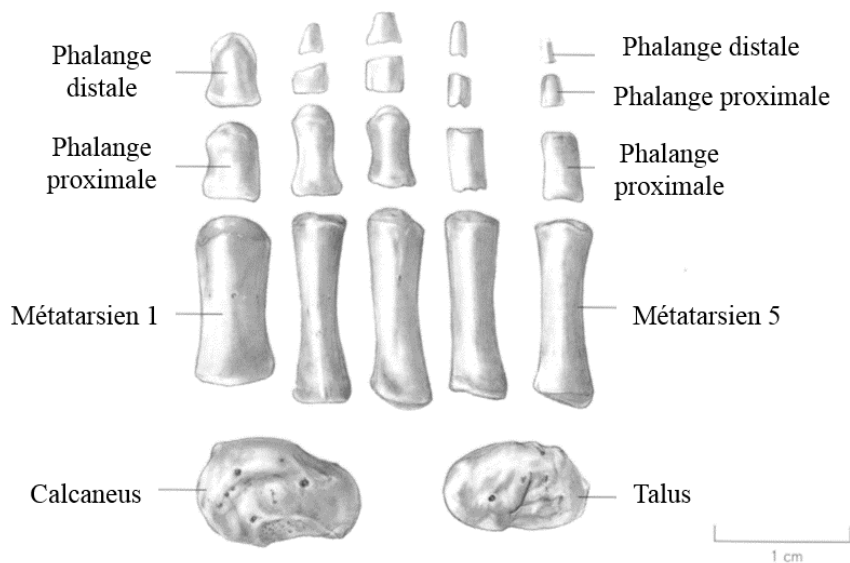 Phalange
distale
Phalange distale
Phalange proximale
Phalange
proximale
Phalange
proximale
Métatarsien 1
Métatarsien 5
Calcaneus
Talus
1 cm